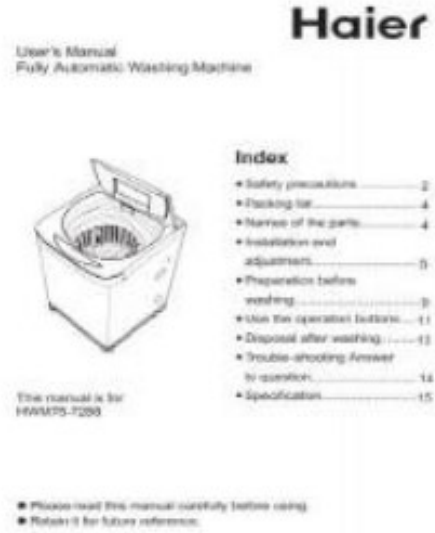 Haier
User's Manual
Fully Automatic Washing Machine
Index
• Safety precautions 2
• Packing list 4
• Names of the parts 4
• Installation and
adjustment 5
• Preparation before
washing 9
• Use the operation buttons 11
• Disposal after washing 13
• Trouble-shooting Answer
to question 14
• Specification 15
This manual is for
● Please read this manual carefully before using.
● Retain it for future reference.